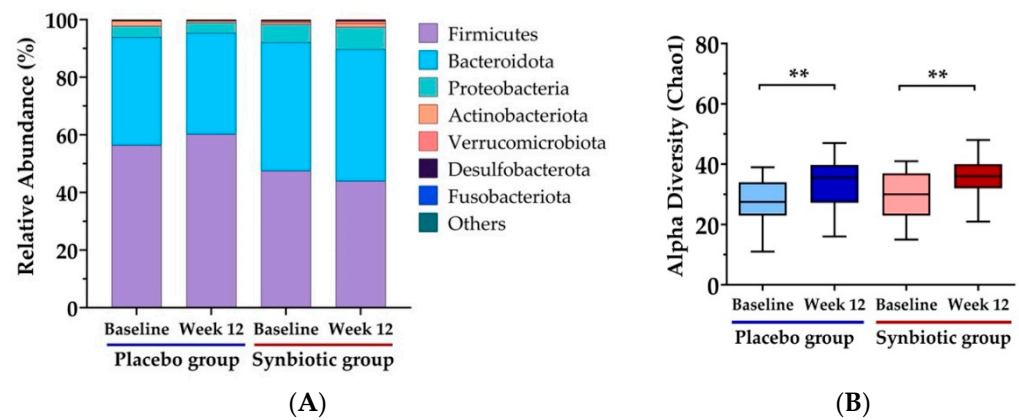 Relative Abundance (%)
100
80
60
40
20
0
Baseline Week 12 Baseline Week 12
Placebo group Synbiotic group
Firmicutes
Bacteroidota
Proteobacteria
Actinobacteriota
Verrucomicrobiota
Desulfobacterota
Fusobacteriota
Others
(A)
Alpha Diversity (Chao1)
80
60
40
20
0
** **
Baseline Week 12 Baseline Week 12
Placebo group Synbiotic group
(B)